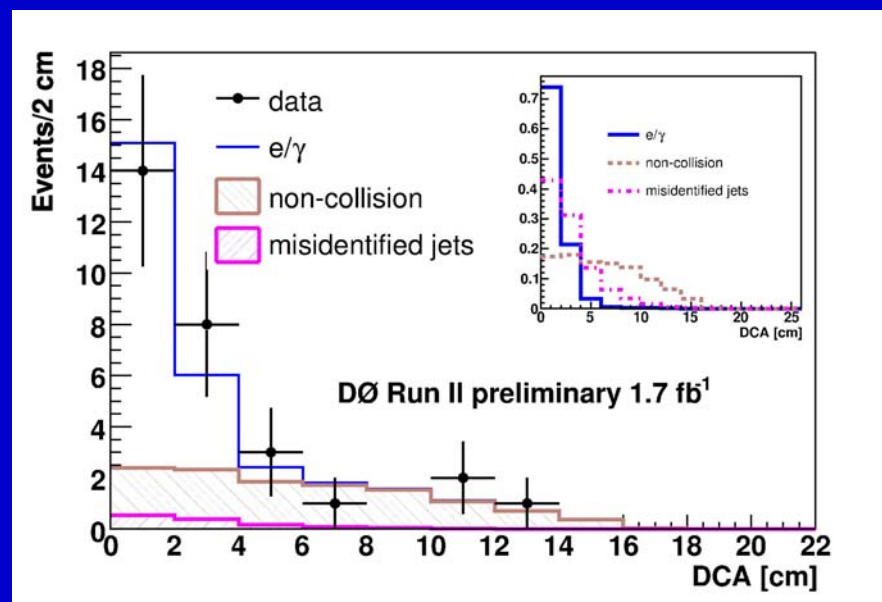 Events/2 cm
18
16
14
12
10
8
6
4
2
0
data
e/γ
non-collision
misidentified jets
0.7
0.6
0.5
0.4
0.3
0.2
0.1
0
e/γ
non-collision
misidentified jets
0 5 10 15 20 25
DCA [cm]
DØ Run II preliminary 1.7 fb-1
0 2 4 6 8 10 12 14 16 18 20 22
DCA [cm]